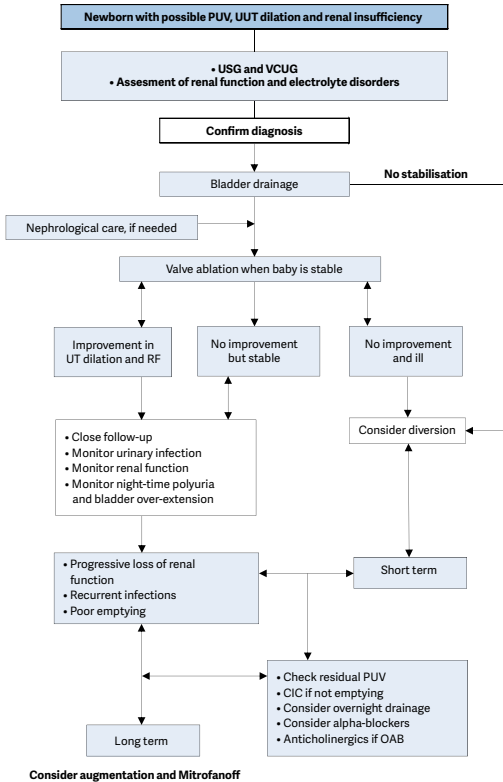 Newborn with possible PUV, UUT dilation and renal insufficiency
• USG and VCUG
• Assesment of renal function and electrolyte disorders
Confirm diagnosis
No stabilisation
Bladder drainage
Nephrological care, if needed
Valve ablation when baby is stable
Improvement in
UT dilation and RF
No improvement
but stable
No improvement
and ill
• Close follow-up
• Monitor urinary infection
• Monitor renal function
• Monitor night-time polyuria
and bladder over-extension
Consider diversion
• Progressive loss of renal
function
• Recurrent infections
• Poor emptying
Short term
• Check residual PUV
• CIC if not emptying
• Consider overnight drainage
• Consider alpha-blockers
• Anticholinergics if OAB
Long term
Consider augmentation and Mitrofanoff